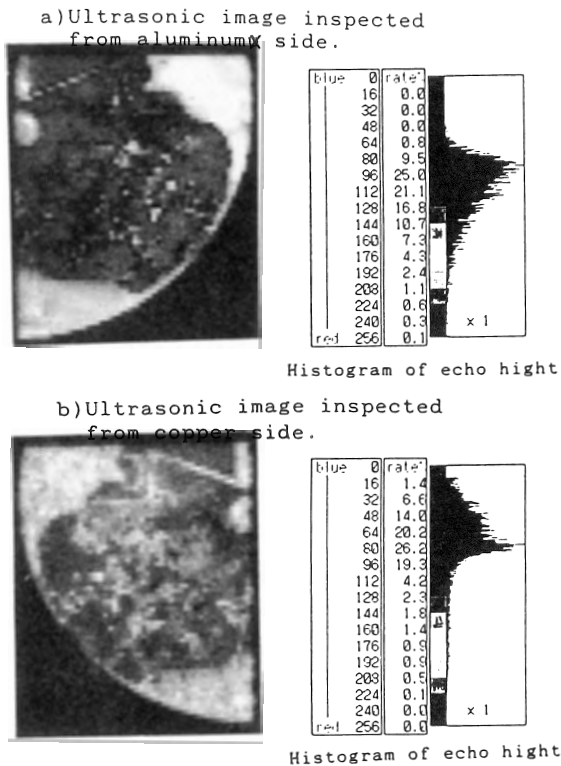 a)Ultrasonic image inspected
from aluminum side.
blue 0 rate%
16 0.0
32 0.0
48 0.0
64 0.8
80 9.5
96 25.0
112 21.1
128 16.8
144 10.7
160 7.3
176 4.3
192 2.4
208 1.1
224 0.6
240 0.3
red 256 0.1
x 1
Histogram of echo hight
b)Ultrasonic image inspected
from copper side.
blue 0 rate%
16 1.4
32 6.6
48 14.0
64 20.2
80 26.2
96 19.3
112 4.2
128 2.3
144 1.8
160 1.4
176 0.9
192 0.9
208 0.5
224 0.1
240 0.0
red 256 0.0
x 1
Histogram of echo hight